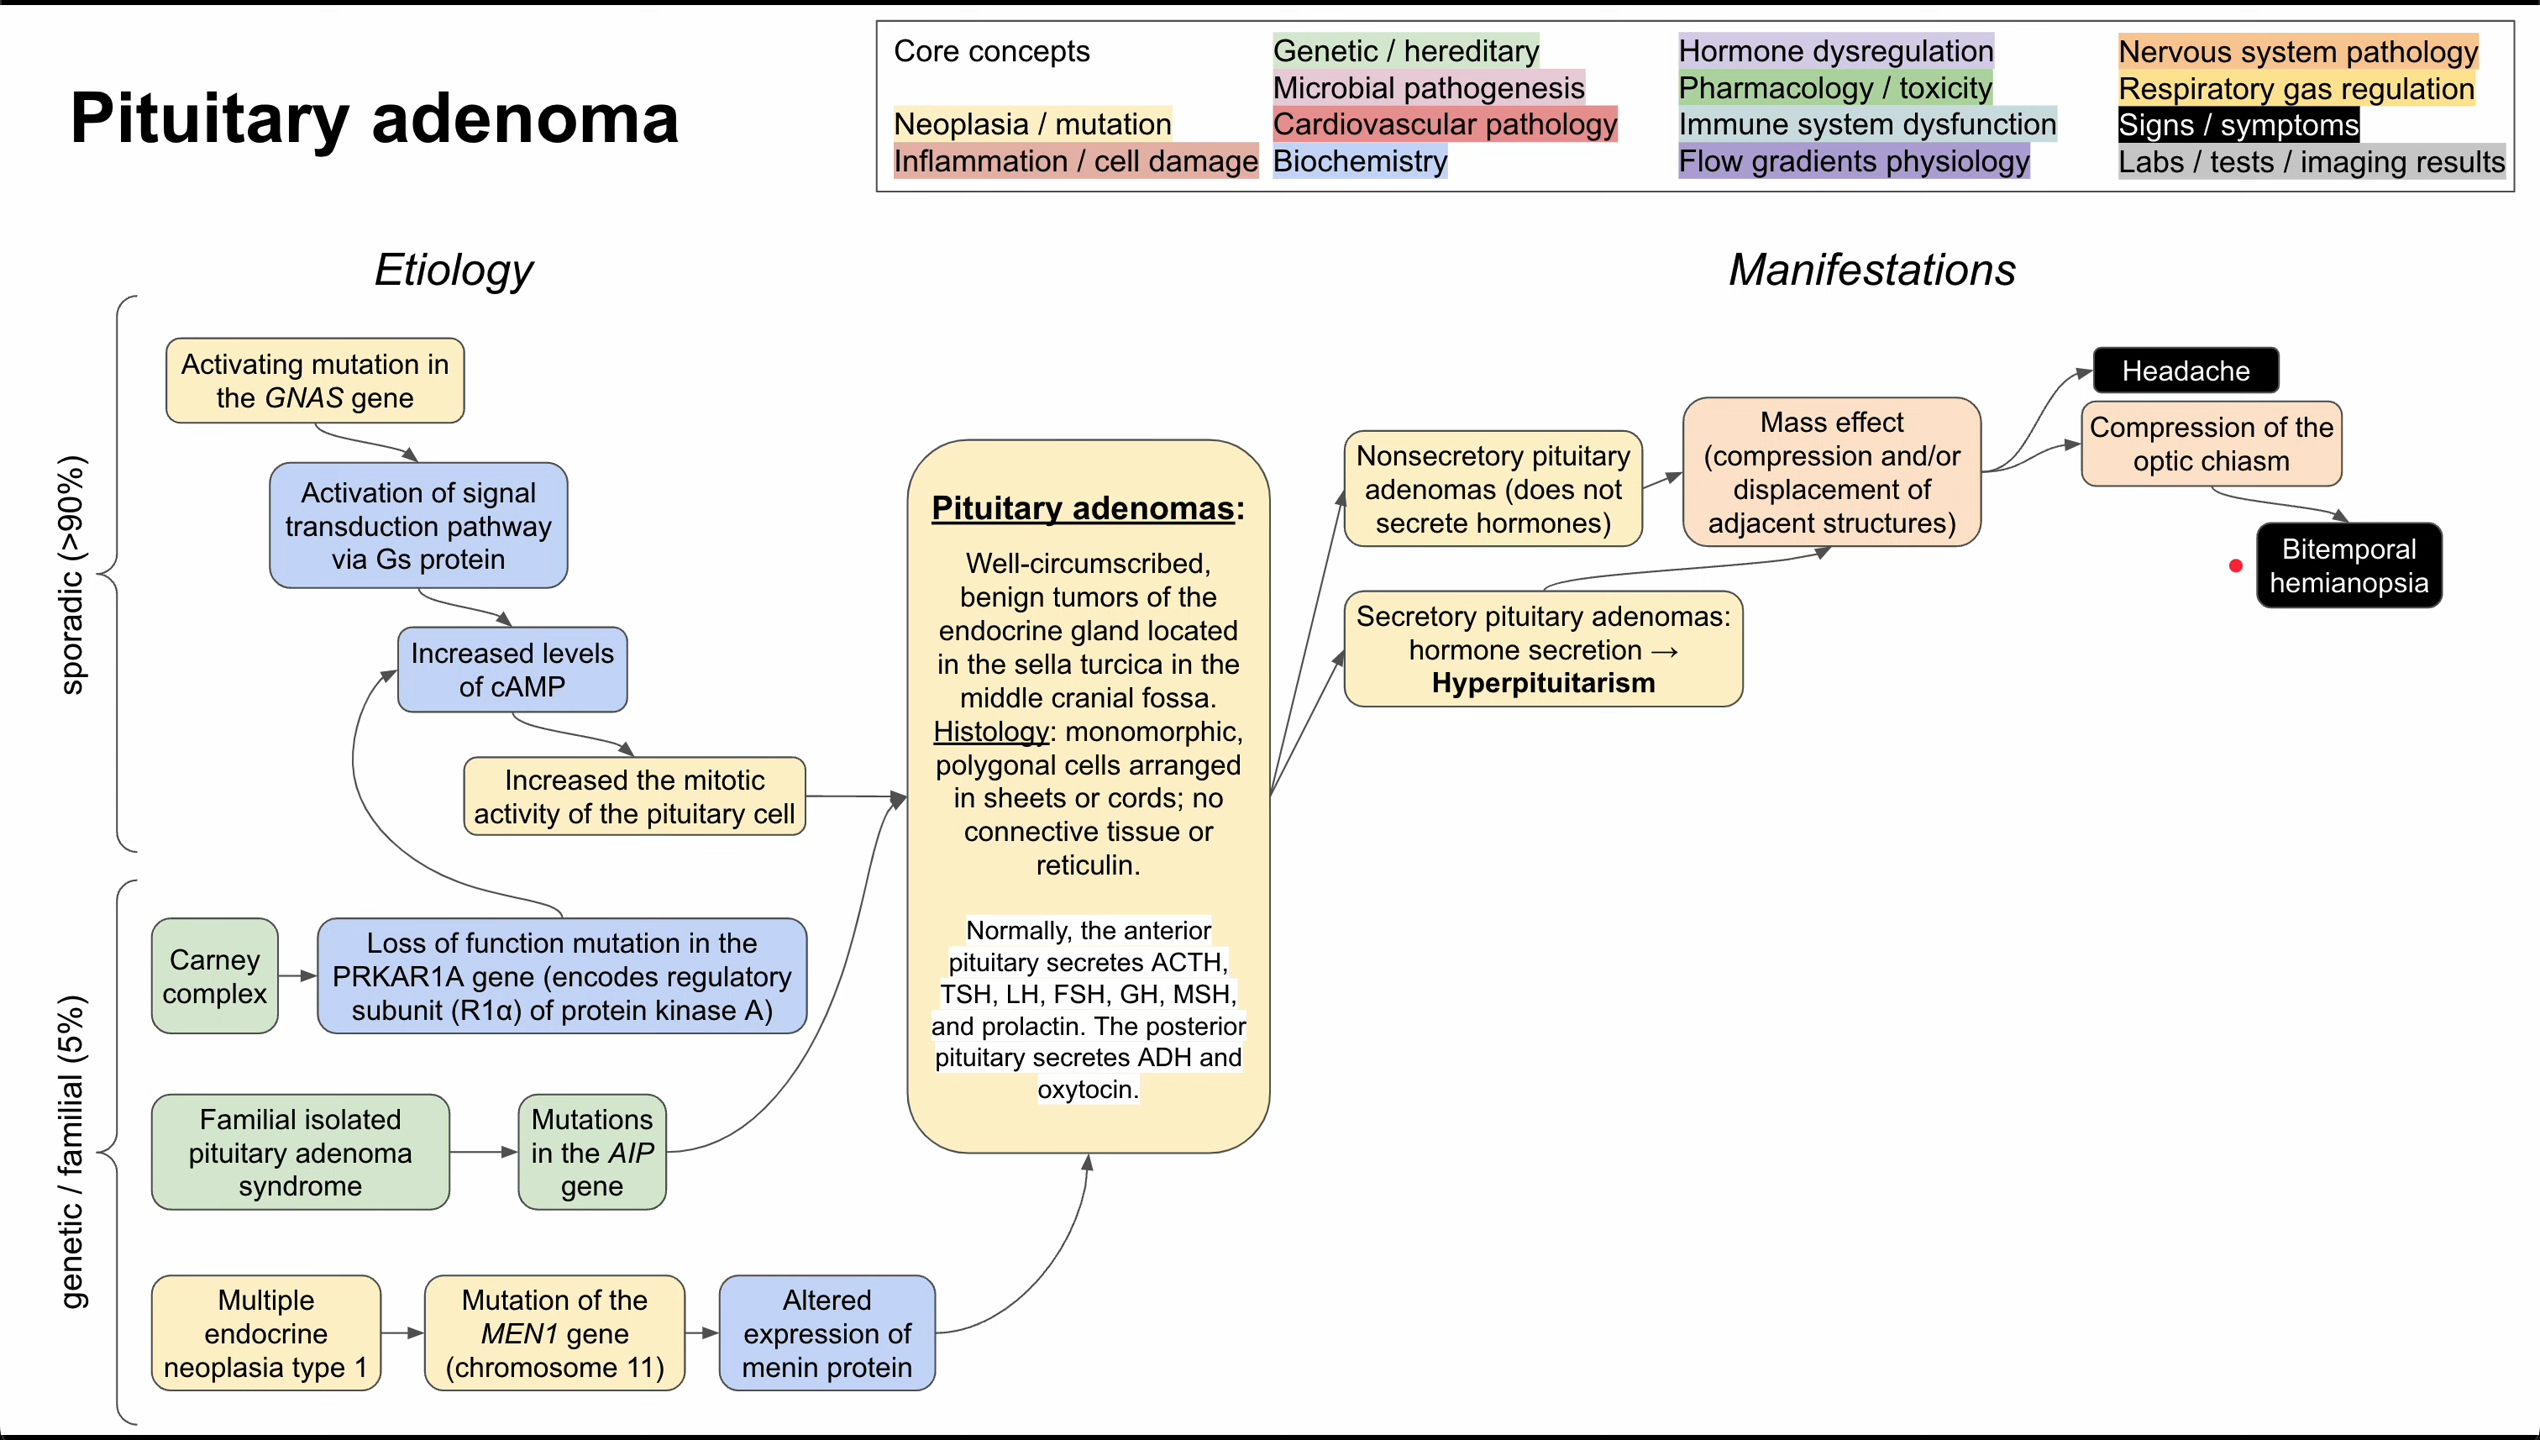 Pituitary adenoma
Core concepts
Neoplasia / mutation
Inflammation / cell damage
Genetic / hereditary
Microbial pathogenesis
Cardiovascular pathology
Biochemistry
Hormone dysregulation
Pharmacology / toxicity
Immune system dysfunction
Flow gradients physiology
Nervous system pathology
Respiratory gas regulation
Signs / symptoms
Labs / tests / imaging results
Etiology
Manifestations
sporadic (>90%)
Activating mutation in
the GNAS gene
Activation of signal
transduction pathway
via Gs protein
Increased levels
of cAMP
Increased the mitotic
activity of the pituitary cell
genetic / familial (5%)
Carney
complex
Loss of function mutation in the
PRKAR1A gene (encodes regulatory
subunit (R1α) of protein kinase A)
Familial isolated
pituitary adenoma
syndrome
Mutations
in the AIP
gene
Multiple
endocrine
neoplasia type 1
Mutation of the
MEN1 gene
(chromosome 11)
Altered
expression of
menin protein
Pituitary adenomas:
Well-circumscribed,
benign tumors of the
endocrine gland located
in the sella turcica in the
middle cranial fossa.
Histology: monomorphic,
polygonal cells arranged
in sheets or cords; no
connective tissue or
reticulin.
Normally, the anterior
pituitary secretes ACTH,
TSH, LH, FSH, GH, MSH,
and prolactin. The posterior
pituitary secretes ADH and
oxytocin.
Nonsecretory pituitary
adenomas (does not
secrete hormones)
Secretory pituitary adenomas:
hormone secretion →
Hyperpituitarism
Mass effect
(compression and/or
displacement of
adjacent structures)
Headache
Compression of the
optic chiasm
Bitemporal
hemianopsia